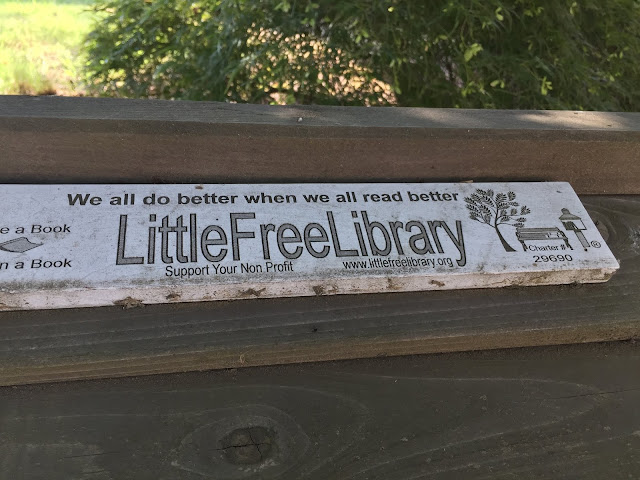 We all do better when we all read better
e a Book
n a Book
LittleFreeLibrary
Support Your Non Profit
www.littlefreelibrary.org
Charter #
29690
®